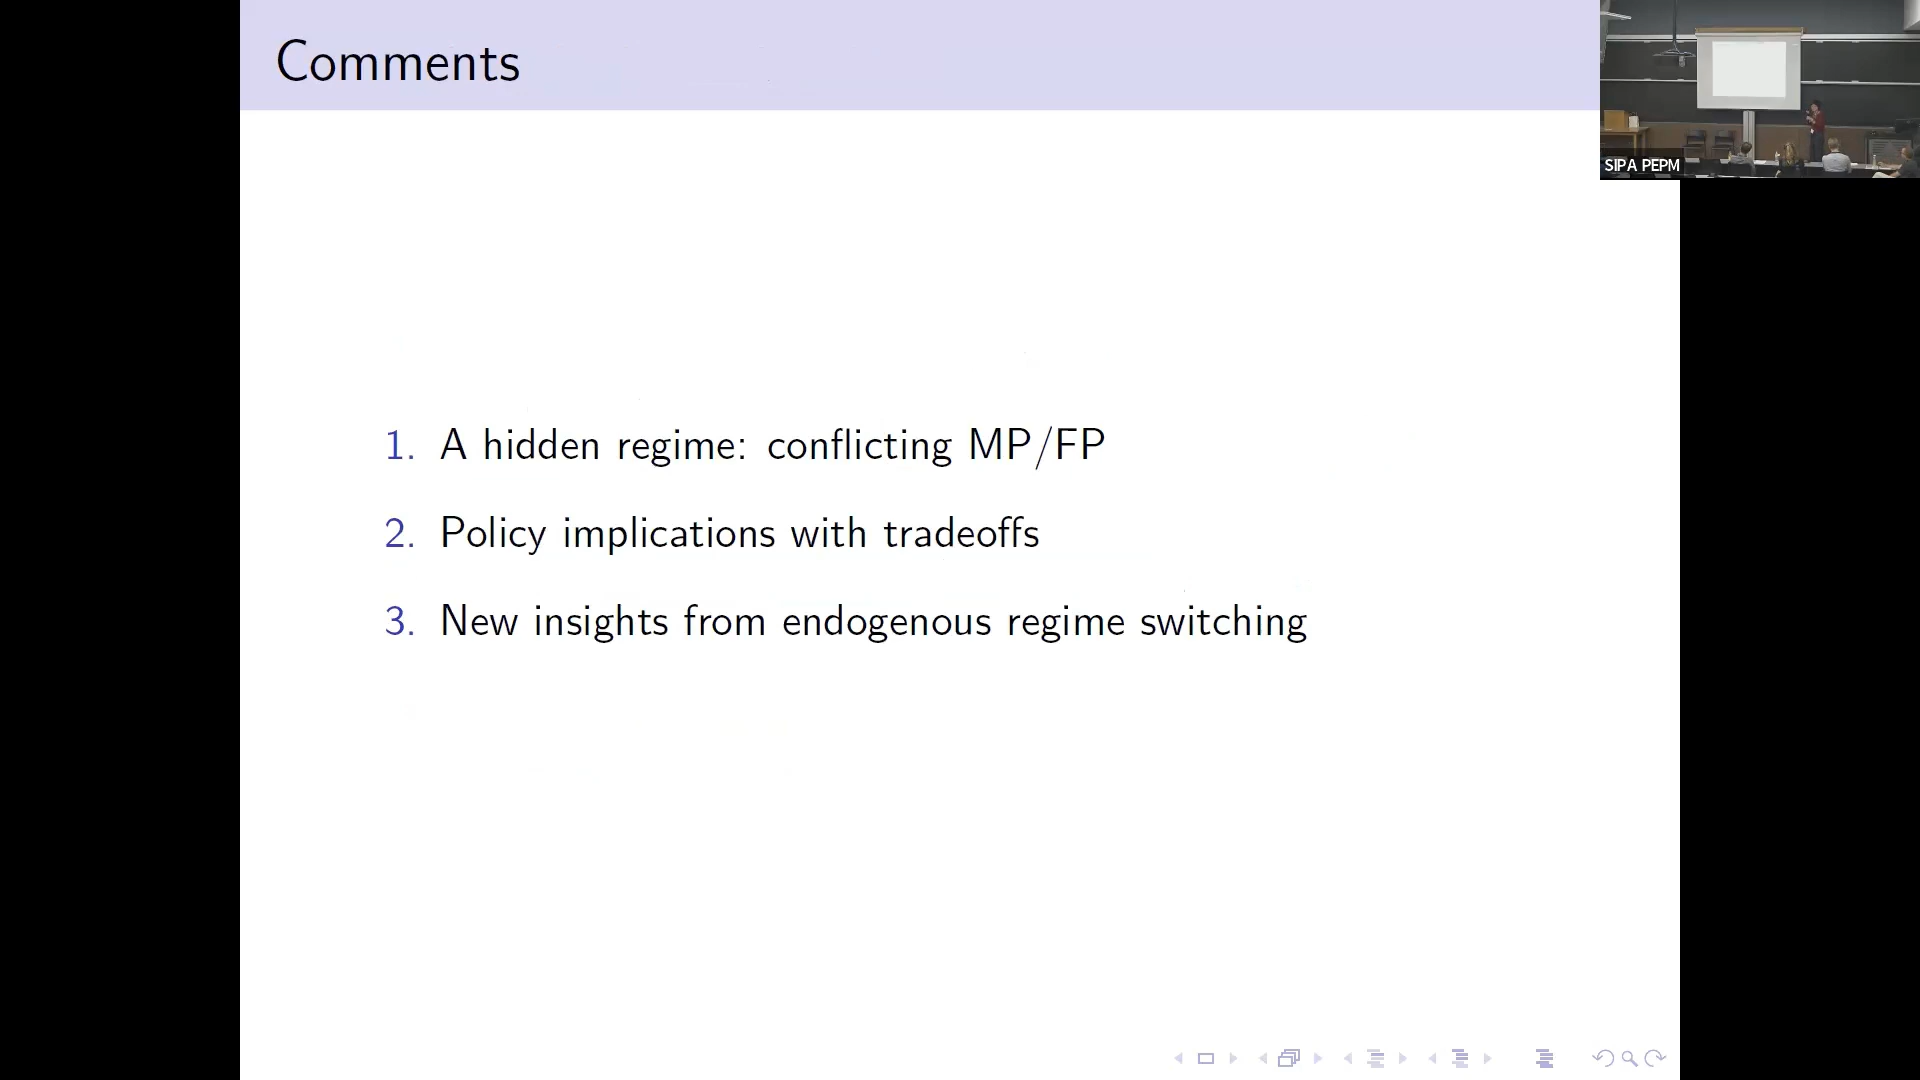 Comments
SIPA PEPM
1. A hidden regime: conflicting MP/FP
2. Policy implications with tradeoffs
3. New insights from endogenous regime switching